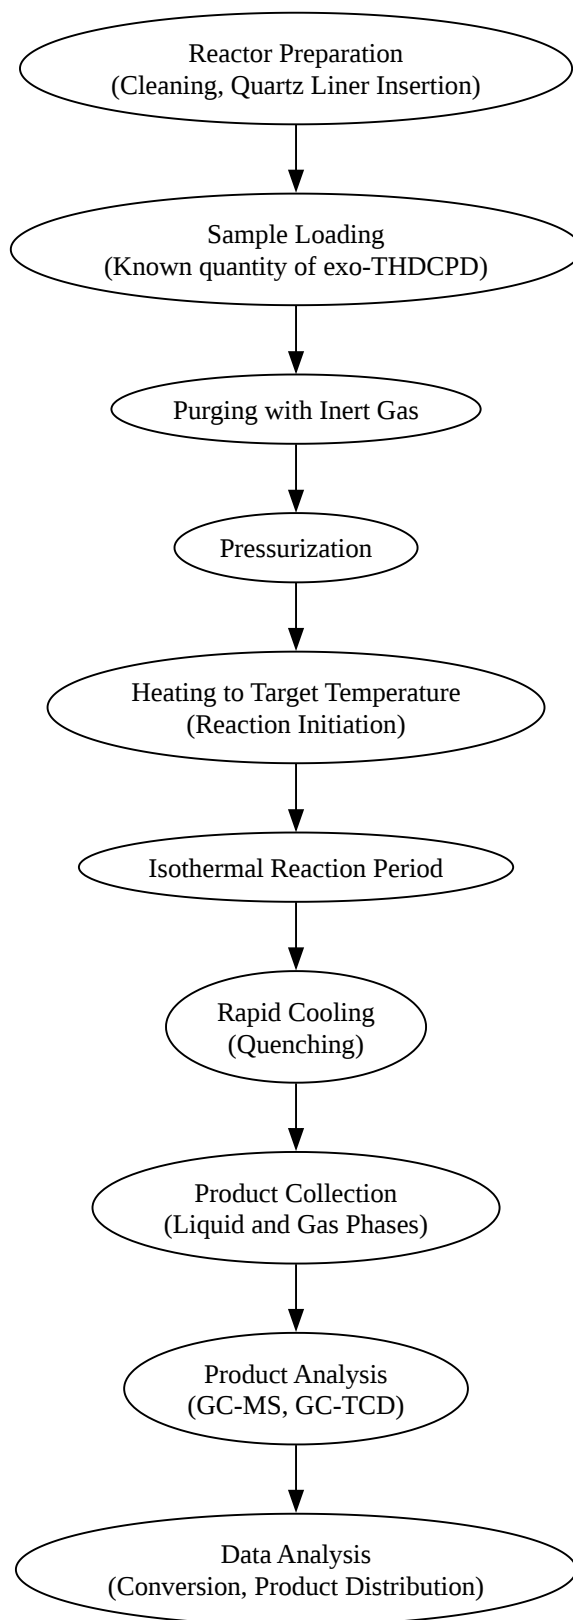 Reactor Preparation
(Cleaning, Quartz Liner Insertion)
Sample Loading
(Known quantity of exo-THDCPD)
Purging with Inert Gas
Pressurization
Heating to Target Temperature
(Reaction Initiation)
Isothermal Reaction Period
Rapid Cooling
(Quenching)
Product Collection
(Liquid and Gas Phases)
Product Analysis
(GC-MS, GC-TCD)
Data Analysis
(Conversion, Product Distribution)